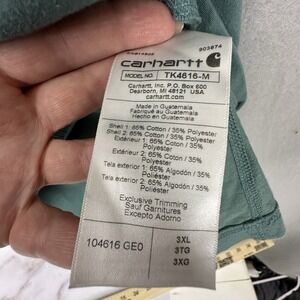 903874
carhartt
MODEL NO. TK4616-M
Carhartt, Inc. P.O. Box 600
Dearborn, MI 48121 USA
carhartt.com
Made in Guatemala
Fabriqué au Guatemala
Hecho en Guatemala
Shell 1: 65% Cotton / 35% Polyester
Shell 2: 65% Cotton / 35% Polyester
Extérieur 1: 65% Coton / 35%
Polyester
Extérieur 2: 65% Coton / 35%
Polyester
Tela exterior 1: 65% Algodón / 35%
Poliéster
Tela exterior 2: 65% Algodón / 35%
Poliéster
Exclusive Trimming
Sauf Garnitures
Excepto Adorno
104616 GE0
3XL
3TG
3XG